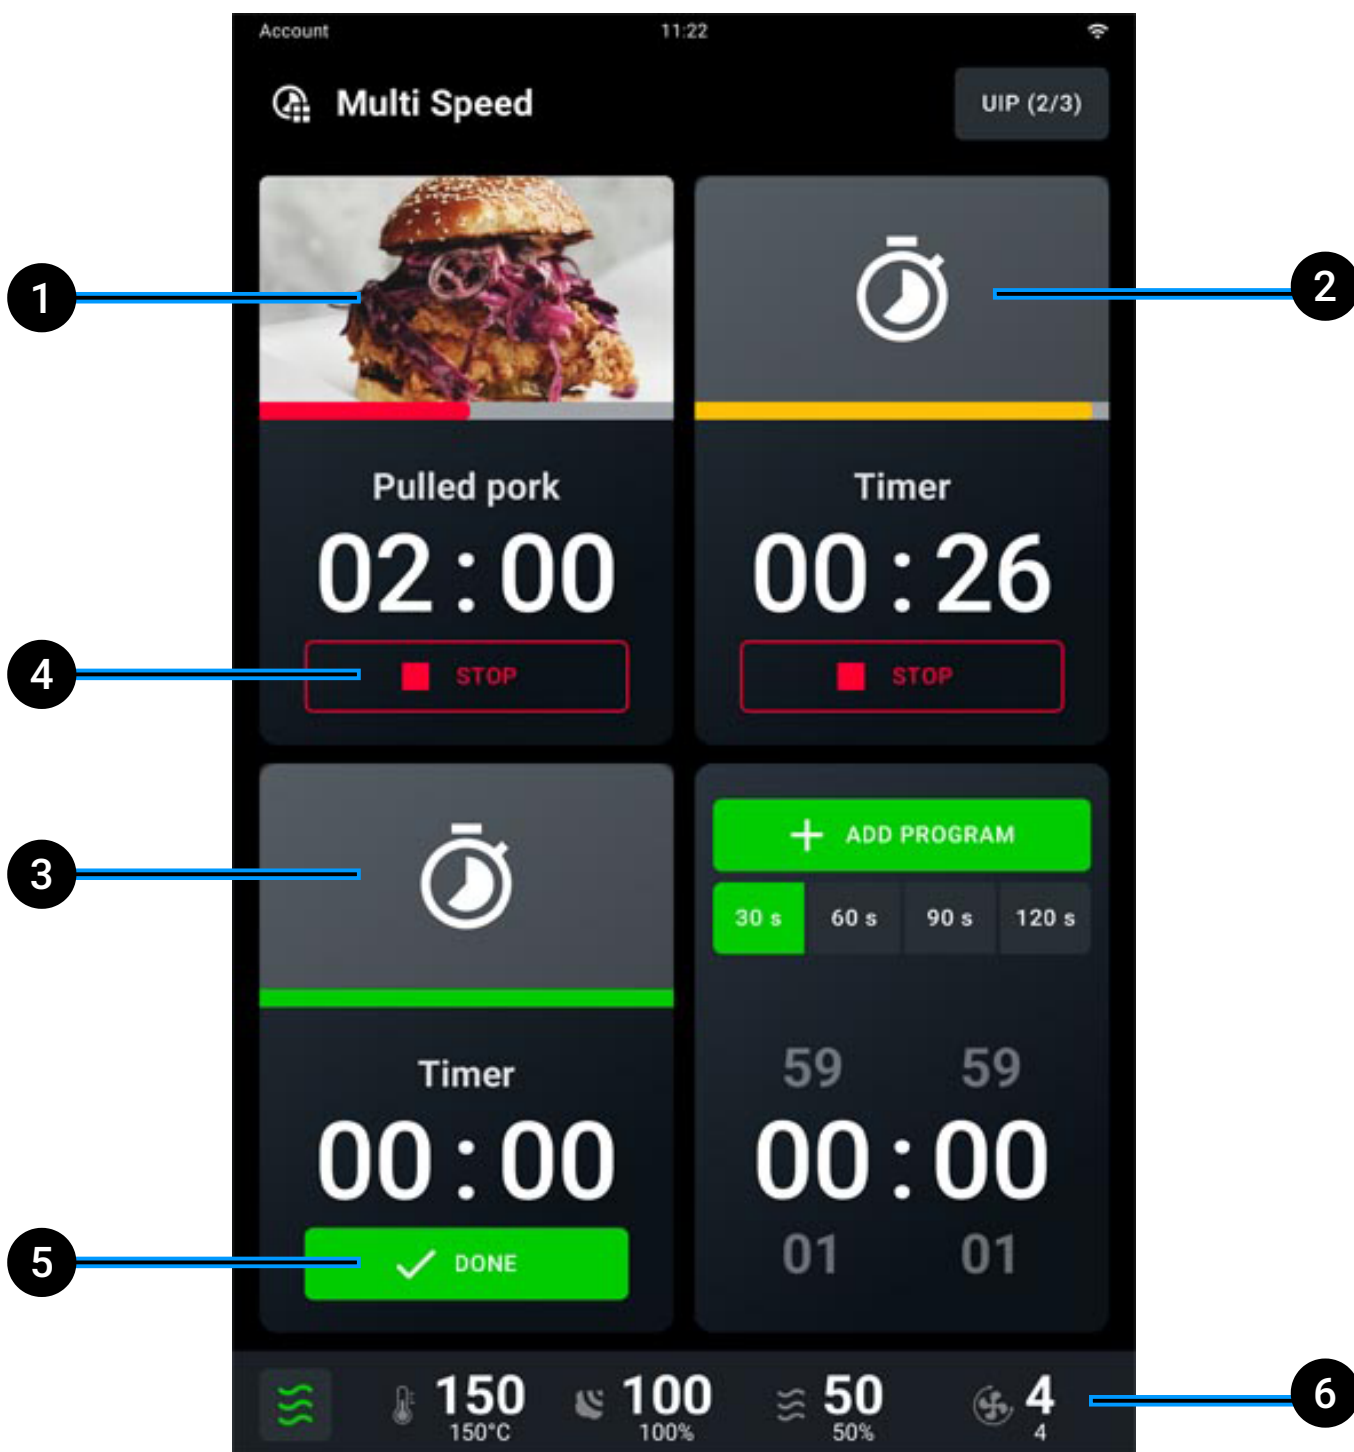 Account 11:22
Multi Speed UIP (2/3)
1
2
Pulled pork
02:00
STOP
Timer
00:26
STOP
4
3
Timer
00:00
DONE
5
ADD PROGRAM
30 s 60 s 90 s 120 s
59 59
00:00
01 01
150 100 50 4
150°C 100% 50% 4
6